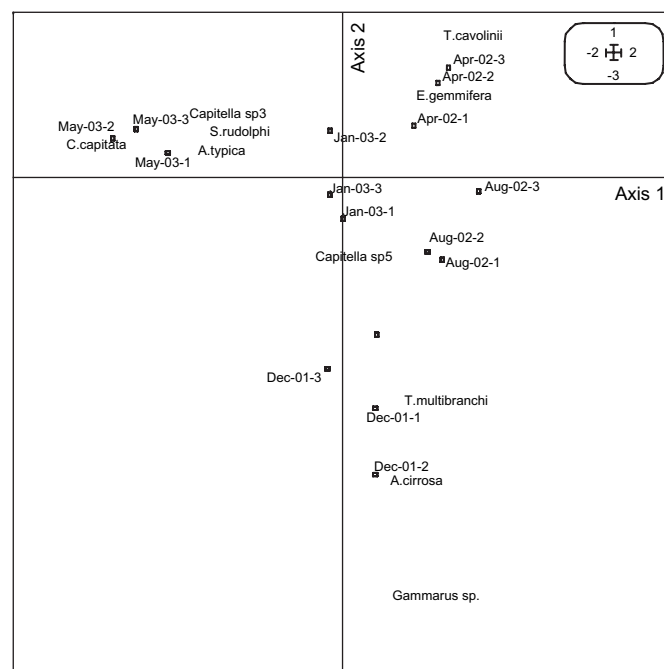 T.cavolinii
Axis 2
1
-2 2
-3
Apr-02-3
Apr-02-2
E.gemmifera
Capitella sp3
May-03-3
May-03-2
S.rudolphi
Apr-02-1
Jan-03-2
C.capitata
A.typica
May-03-1
Jan-03-3
Aug-02-3
Axis 1
Jan-03-1
Aug-02-2
Capitella sp5
Aug-02-1
Dec-01-3
T.multibranchi
Dec-01-1
Dec-01-2
A.cirrosa
Gammarus sp.